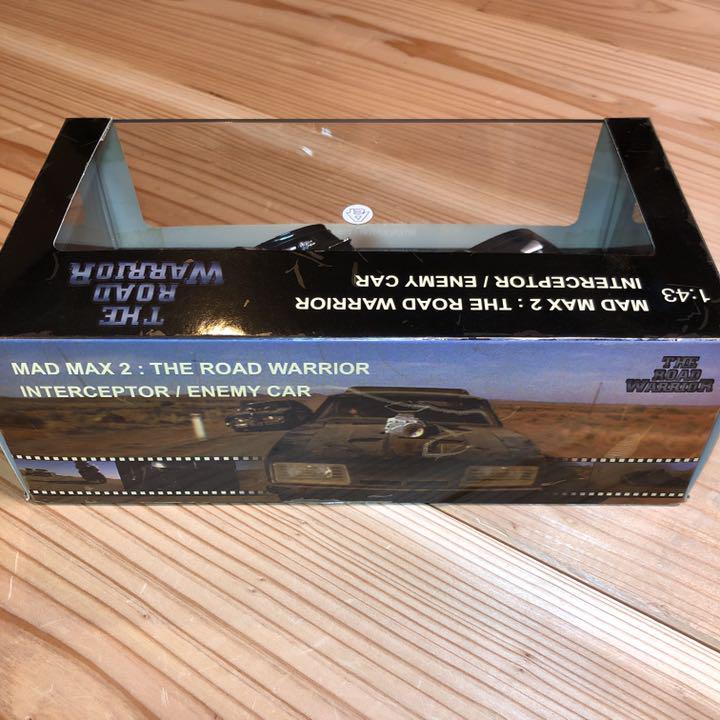 THE
ROAD
WARRIOR
MAD MAX 2 : THE ROAD WARRIOR
INTERCEPTOR / ENEMY CAR
1:43
MAD MAX 2 : THE ROAD WARRIOR
INTERCEPTOR / ENEMY CAR
THE
ROAD
WARRIOR